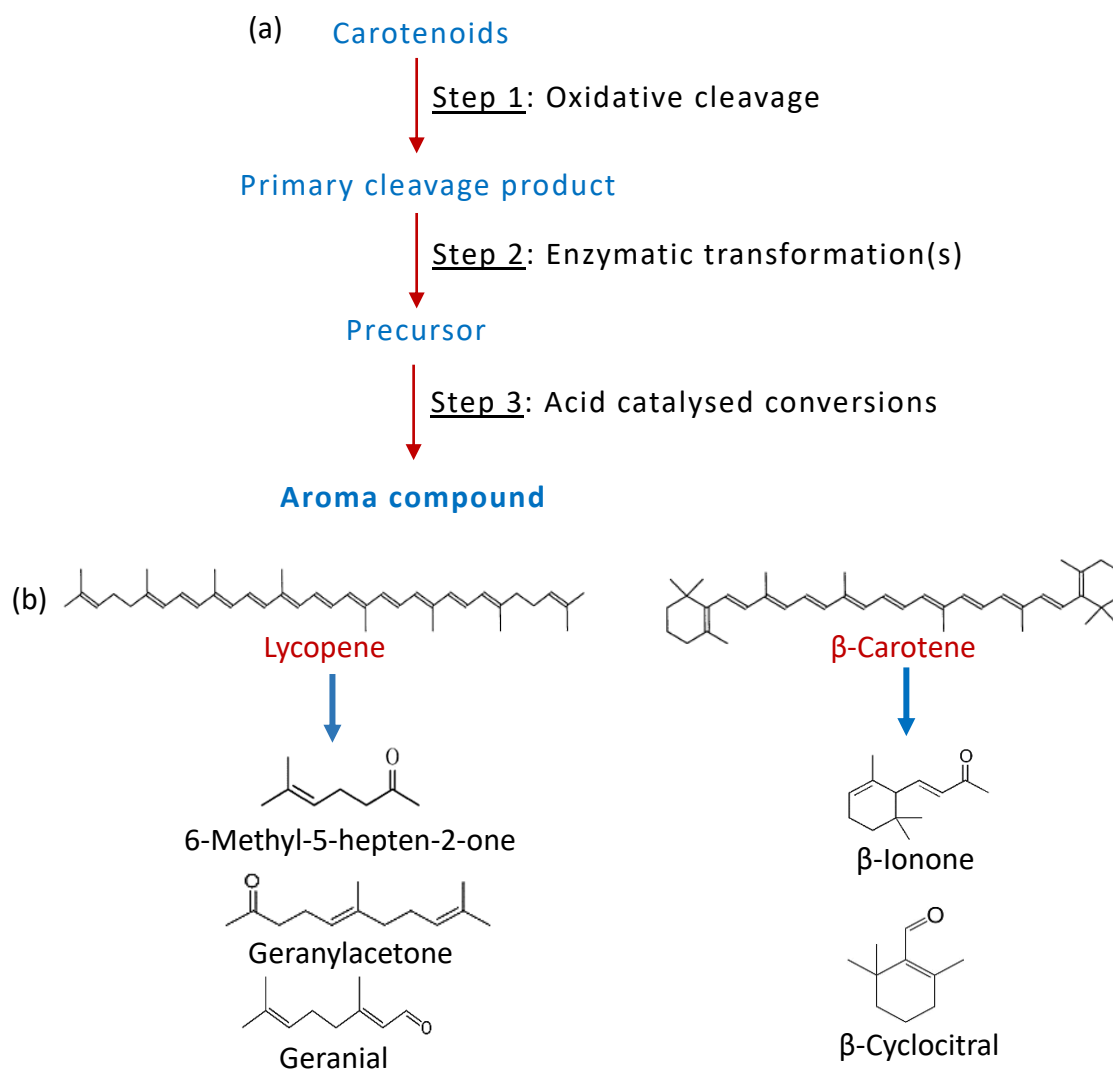 (a) Carotenoids
Step 1: Oxidative cleavage
Primary cleavage product
Step 2: Enzymatic transformation(s)
Precursor
Step 3: Acid catalysed conversions
Aroma compound
(b)
Lycopene
β-Carotene
O
6-Methyl-5-hepten-2-one
O
β-Ionone
O
Geranylacetone
O
Geranial
O
β-Cyclocitral